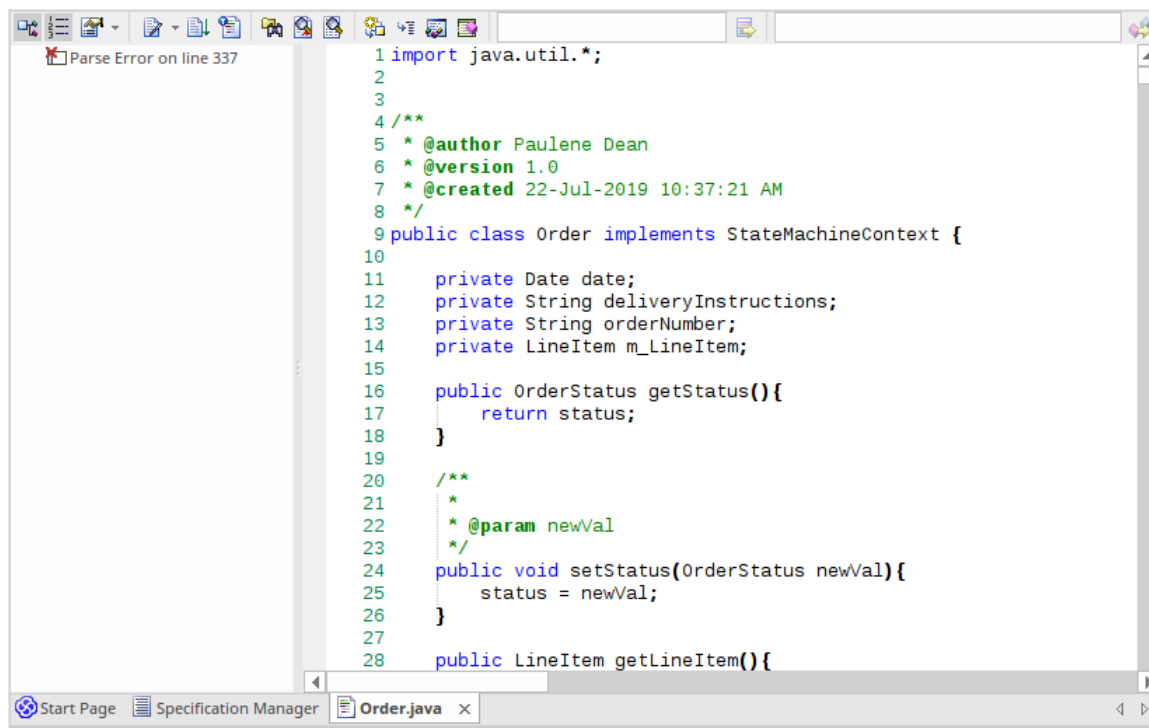 Parse Error on line 337
1 import java.util.*;
2
3
4 /**
5  * @author Paulene Dean
6  * @version 1.0
7  * @created 22-Jul-2019 10:37:21 AM
8  */
9 public class Order implements StateMachineContext {
10
11     private Date date;
12     private String deliveryInstructions;
13     private String orderNumber;
14     private LineItem m_LineItem;
15
16     public OrderStatus getStatus(){
17         return status;
18     }
19
20     /**
21      *
22      * @param newVal
23      */
24     public void setStatus(OrderStatus newVal){
25         status = newVal;
26     }
27
28     public LineItem getLineItem(){
Start Page Specification Manager Order.java ×